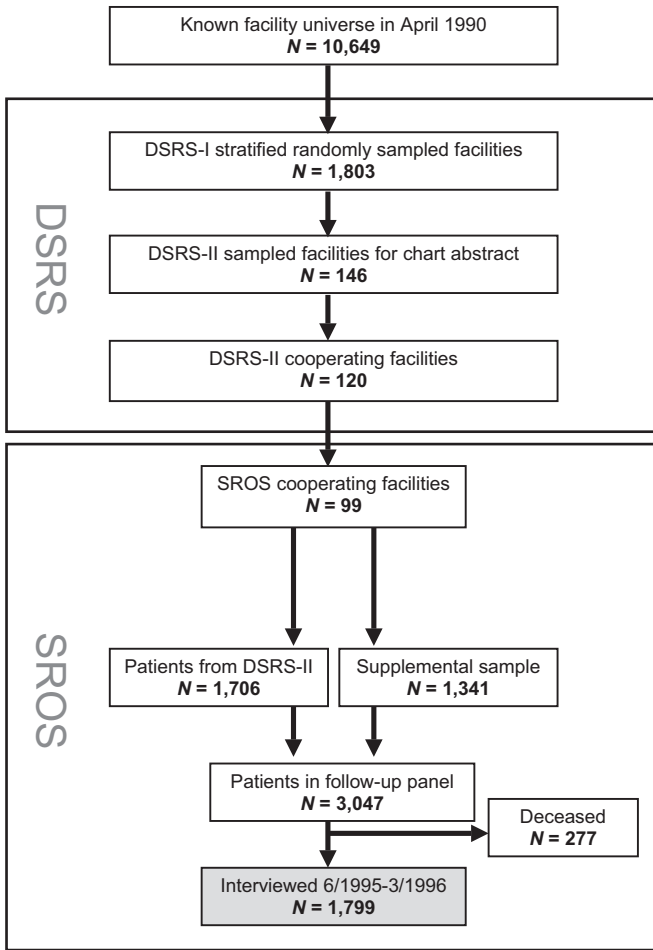 Known facility universe in April 1990
N = 10,649
DSRS
DSRS-I stratified randomly sampled facilities
N = 1,803
DSRS-II sampled facilities for chart abstract
N = 146
DSRS-II cooperating facilities
N = 120
SROS
SROS cooperating facilities
N = 99
Patients from DSRS-II
N = 1,706
Supplemental sample
N = 1,341
Patients in follow-up panel
N = 3,047
Deceased
N = 277
Interviewed 6/1995-3/1996
N = 1,799